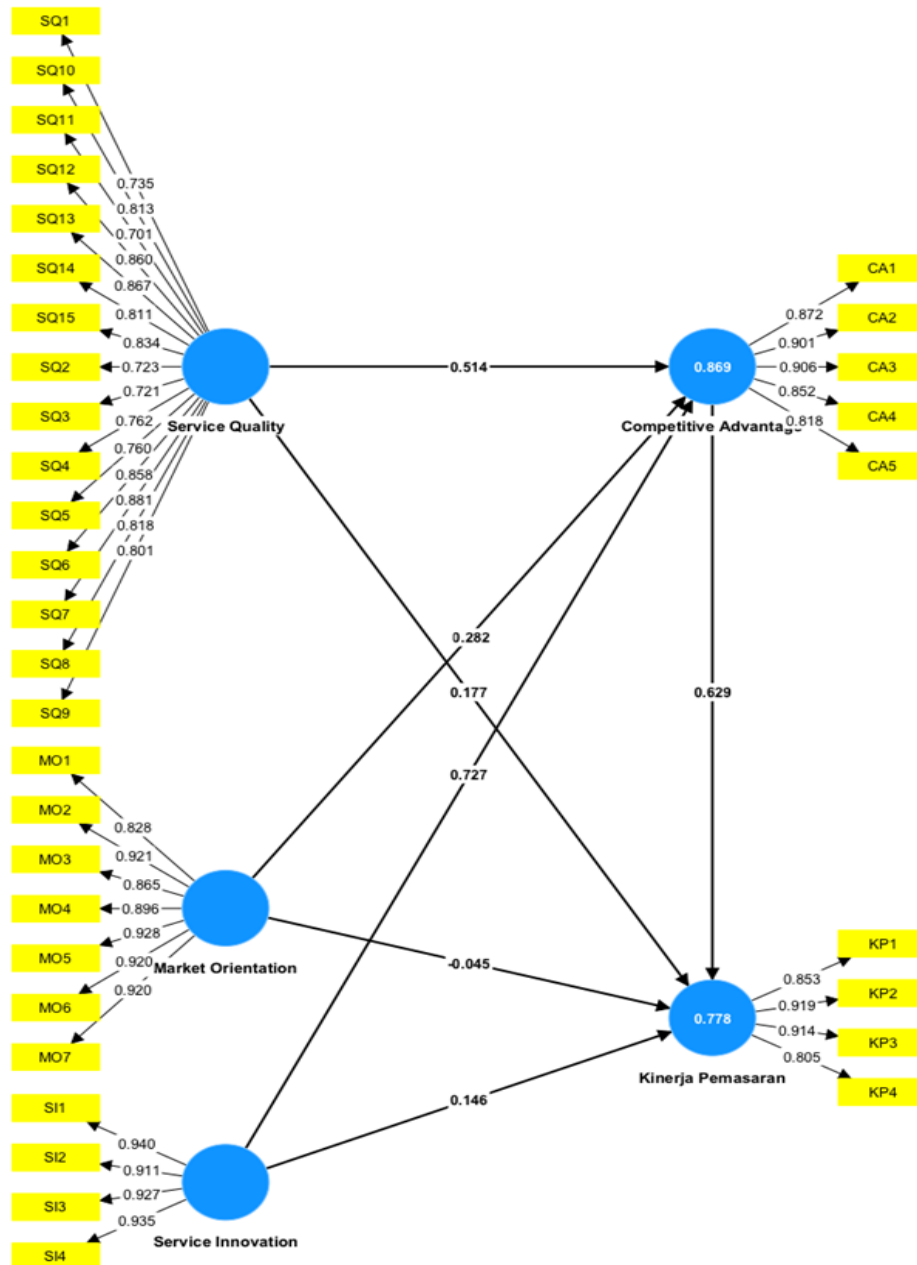 SQ1
SQ10
SQ11
SQ12
SQ13
SQ14
SQ15
SQ2
SQ3
SQ4
SQ5
SQ6
SQ7
SQ8
SQ9
0.735
0.813
0.701
0.860
0.867
0.811
0.834
0.723
0.721
0.762
0.760
0.858
0.881
0.818
0.801
Service Quality
0.514
0.869
Competitive Advantage
0.872
0.901
0.906
0.852
0.818
CA1
CA2
CA3
CA4
CA5
0.282
0.177
0.629
0.727
MO1
MO2
MO3
MO4
MO5
MO6
MO7
0.828
0.921
0.865
0.896
0.928
0.920
0.920
Market Orientation
-0.045
0.778
Kinerja Pemasaran
0.853
0.919
0.914
0.805
KP1
KP2
KP3
KP4
0.146
SI1
SI2
SI3
SI4
0.940
0.911
0.927
0.935
Service Innovation